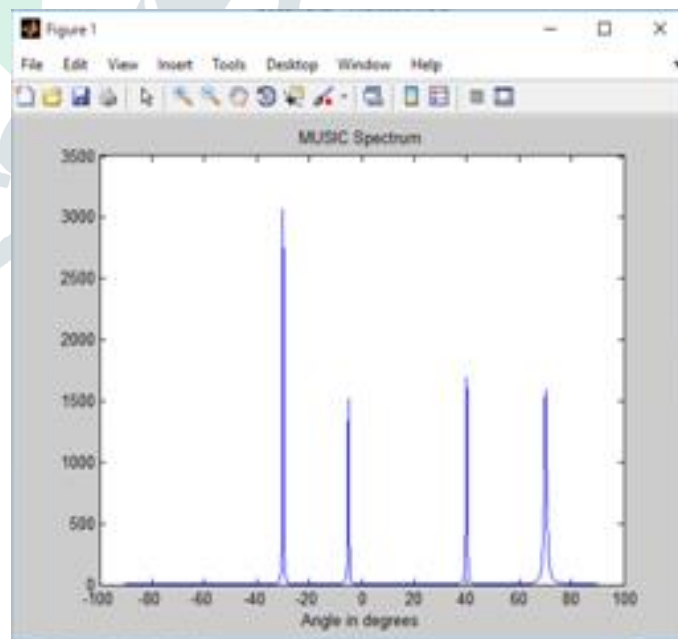 Figure 1
File Edit View Insert Tools Desktop Window Help
MUSIC Spectrum
3500
3000
2500
2000
1500
1000
500
0
-100 -80 -60 -40 -20 0 20 40 60 80 100
Angle in degrees